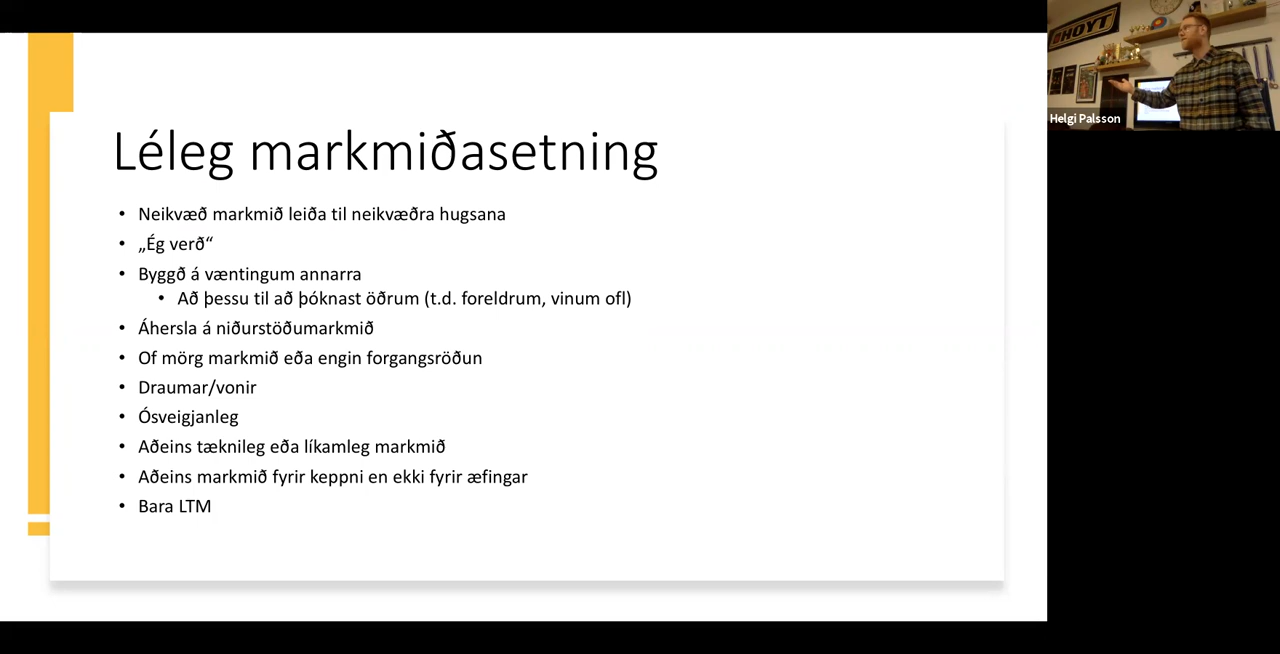 Léleg markmiðasetning
• Neikvæð markmið leiða til neikvæðra hugsana
• „Ég verð“
• Byggð á væntingum annarra
• Að þessu til að þóknast öðrum (t.d. foreldrum, vinum ofl)
• Áhersla á niðurstöðumarkmið
• Of mörg markmið eða engin forgangsröðun
• Draumar/vonir
• Ósveigjanleg
• Aðeins tæknileg eða líkamleg markmið
• Aðeins markmið fyrir keppni en ekki fyrir æfingar
• Bara LTM
HOYT
Helgi Palsson